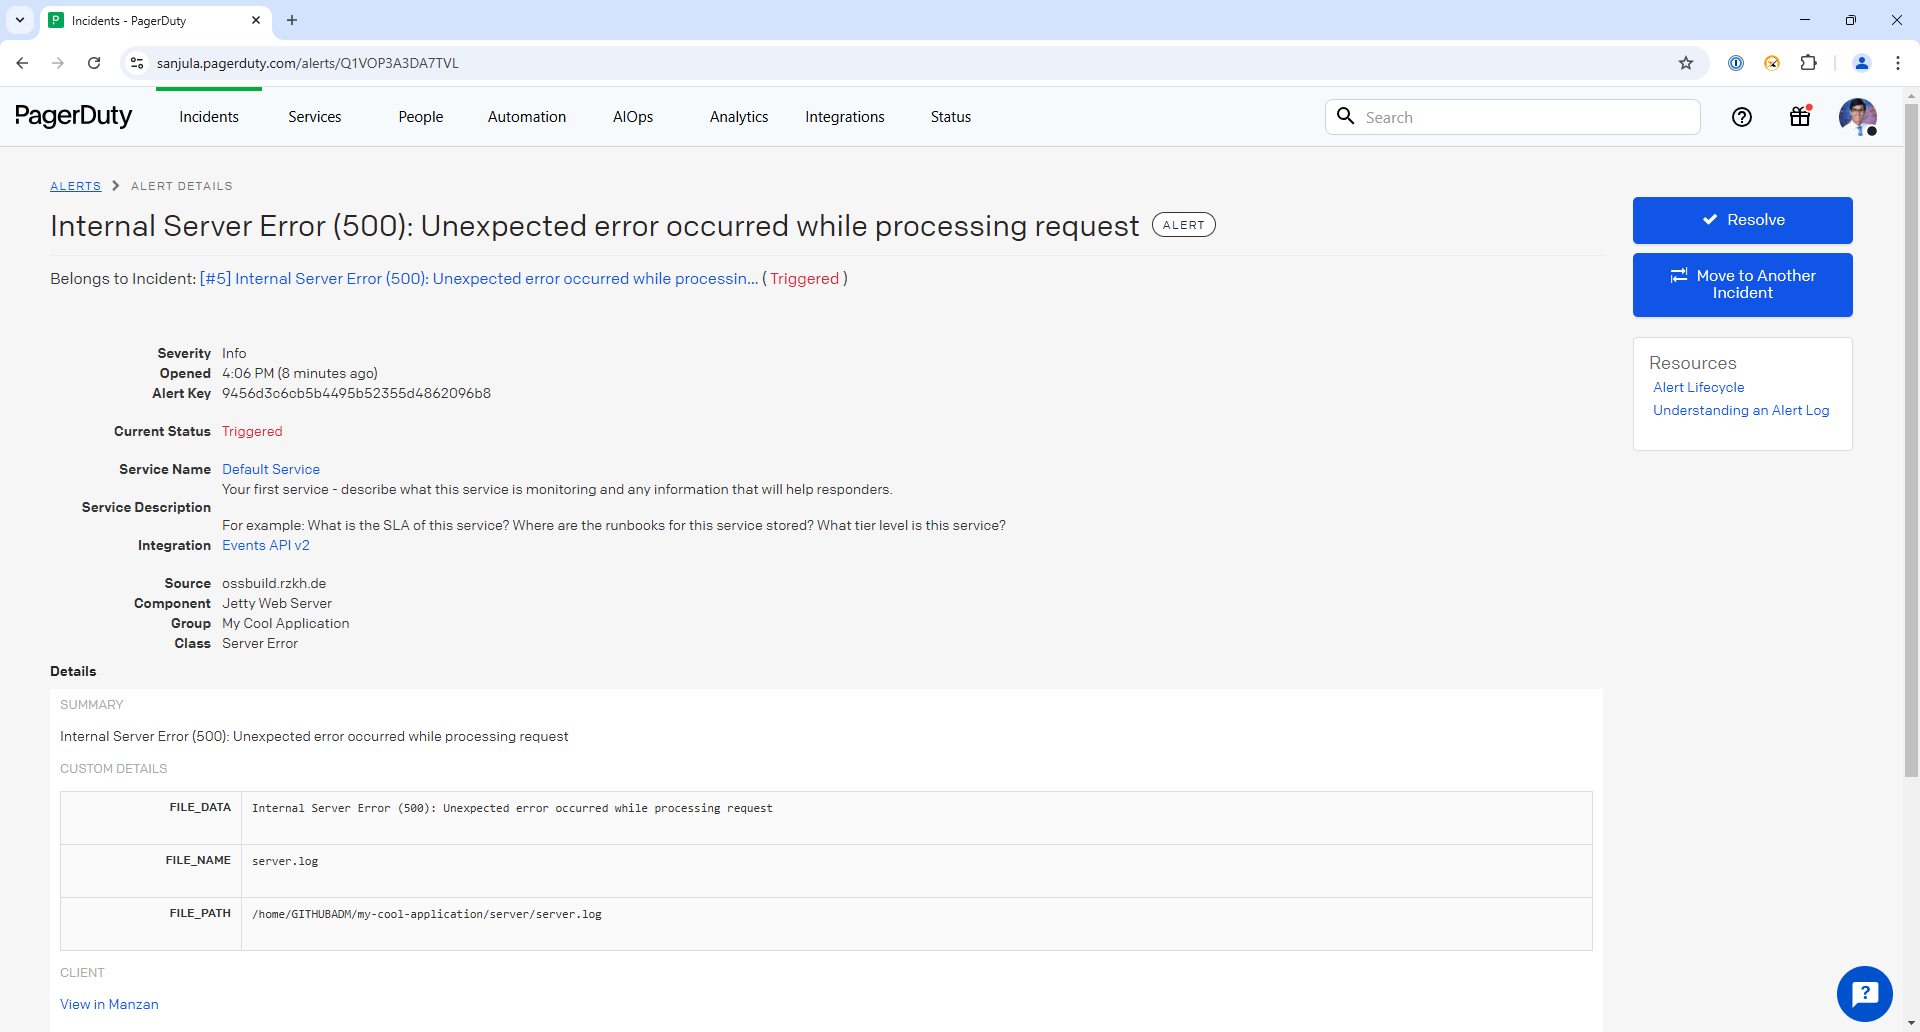 Incidents - PagerDuty
sanjula.pagerduty.com/alerts/Q1VOP3A3DA7TVL
PagerDuty Incidents Services People Automation AIOps Analytics Integrations Status Search
ALERTS ALERT DETAILS
Internal Server Error (500): Unexpected error occurred while processing request ALERT
Resolve
Move to Another
Incident
Belongs to Incident: [#5] Internal Server Error (500): Unexpected error occurred while processin... ( Triggered )
Resources
Alert Lifecycle
Understanding an Alert Log
Severity Info
Opened 4:06 PM (8 minutes ago)
Alert Key 9456d3c6cb5b4495b52355d4862096b8
Current Status Triggered
Service Name Default Service
Your first service - describe what this service is monitoring and any information that will help responders.
Service Description
For example: What is the SLA of this service? Where are the runbooks for this service stored? What tier level is this service?
Integration Events API v2
Source ossbuild.rzkh.de
Component Jetty Web Server
Group My Cool Application
Class Server Error
Details
SUMMARY
Internal Server Error (500): Unexpected error occurred while processing request
CUSTOM DETAILS
FILE_DATA Internal Server Error (500): Unexpected error occurred while processing request
FILE_NAME server.log
FILE_PATH /home/GITHUBADM/my-cool-application/server/server.log
CLIENT
View in Manzan